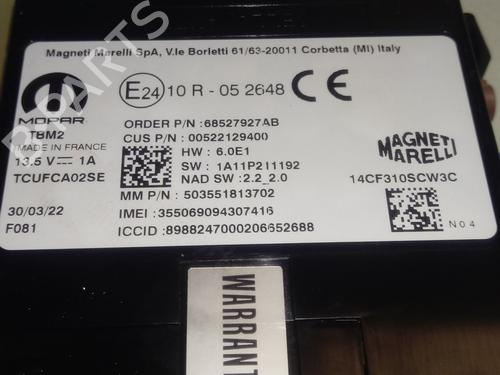 Magneti Marelli SpA, V.le Borletti 61/63-20011 Corbetta (MI) Italy
E24 10 R - 05 2648 CE
MOPAR
TBM2
MADE IN FRANCE
13.5 V 1A
TCUFCA02SE
30/03/22
F081
ORDER P/N : 68527927AB
CUS P/N : 00522129400
HW : 6.0E1
SW : 1A11P211192
NAD SW : 2.2_2.0
MM P/N : 503551813702
IMEI : 355069094307416
ICCID : 8988247000206652688
MAGNETI
MARELLI
14CF310SCW3C
N04
WARRANT